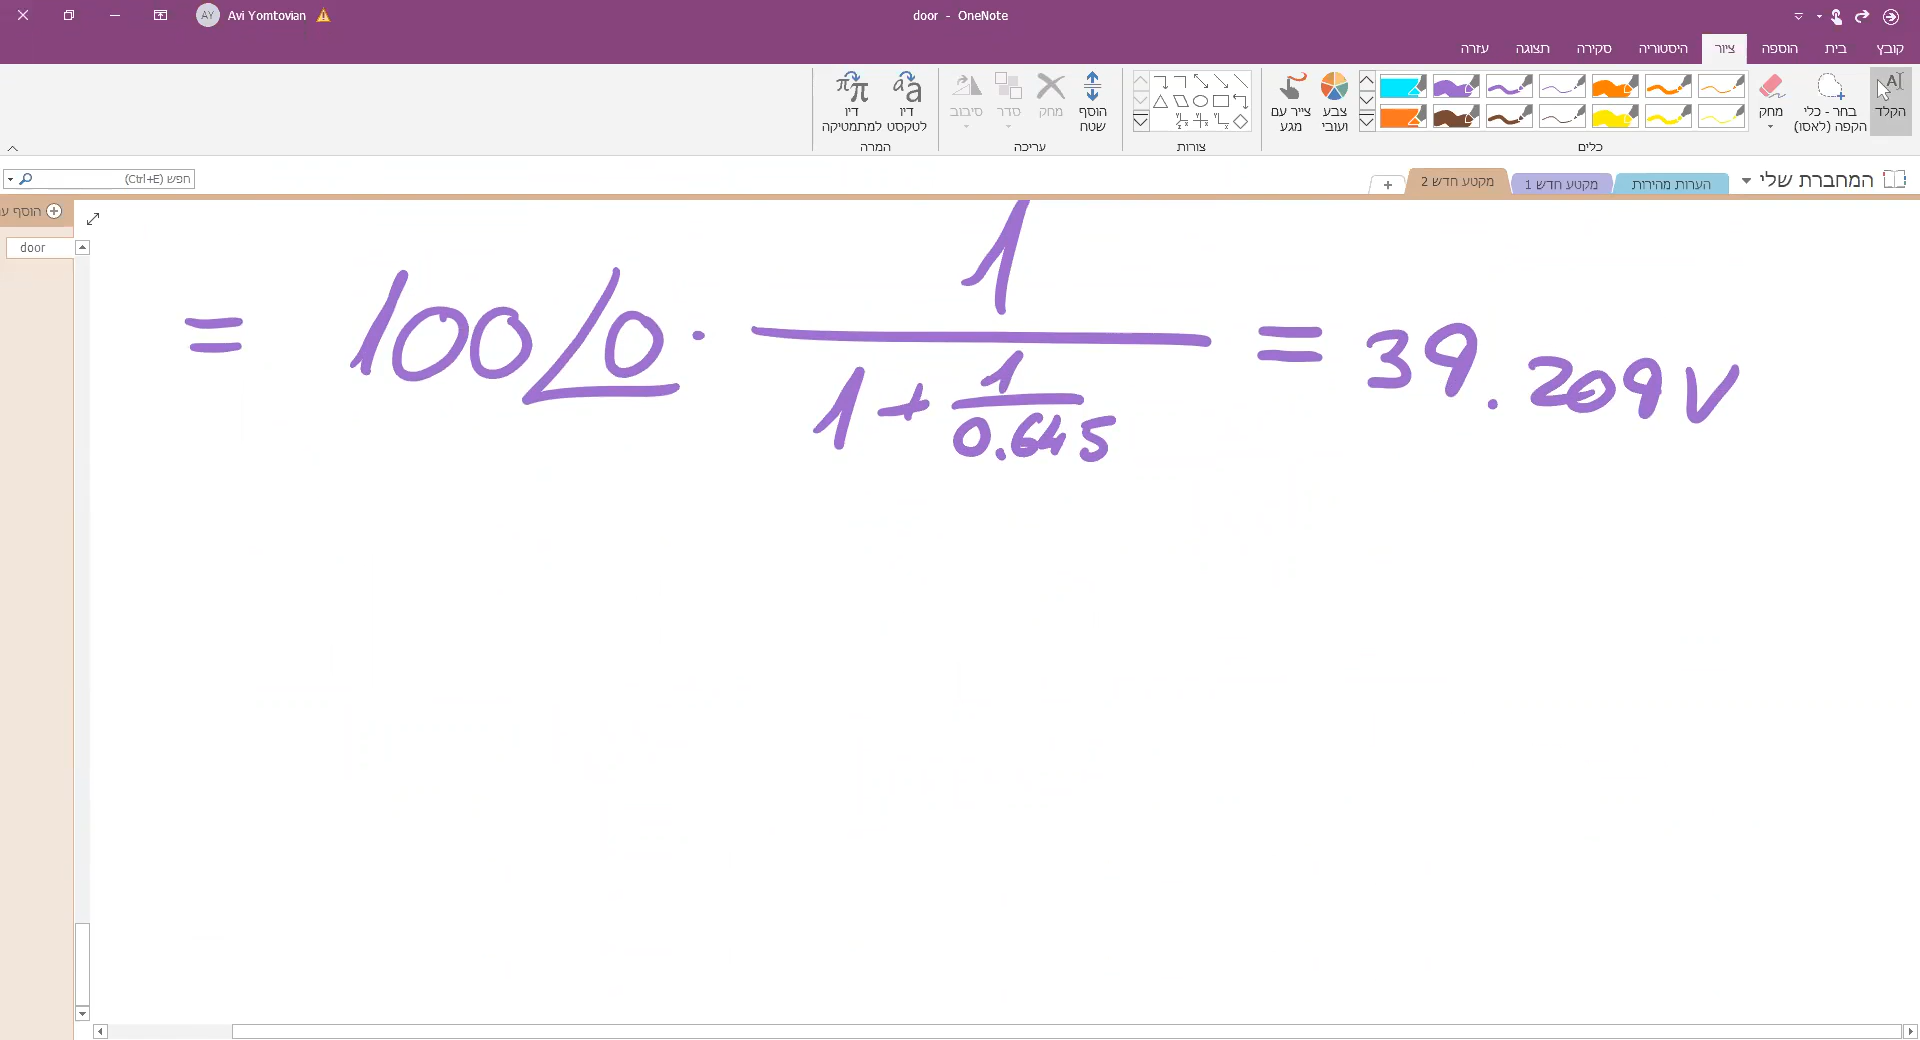 Avi Yomtovian
door - OneNote
קובץ בית הוספה ציור היסטוריה סקירה תצוגה עזרה
הקלד
בחר - כלי הקפה (לאסו)
מחק
כלים
צבע ועובי
צייר עם מגע
צורות
הוסף שטח
מחק
סדר
סיבוב
עריכה
דיו לטקסט
דיו למתמטיקה
המרה
המחברת שלי
הערות מהירות
מקטע חדש 1
מקטע חדש 2
+
חפש (Ctrl+E)
door
= 100∠0 · 1 / (1 + 1/0.645) = 39.209 V